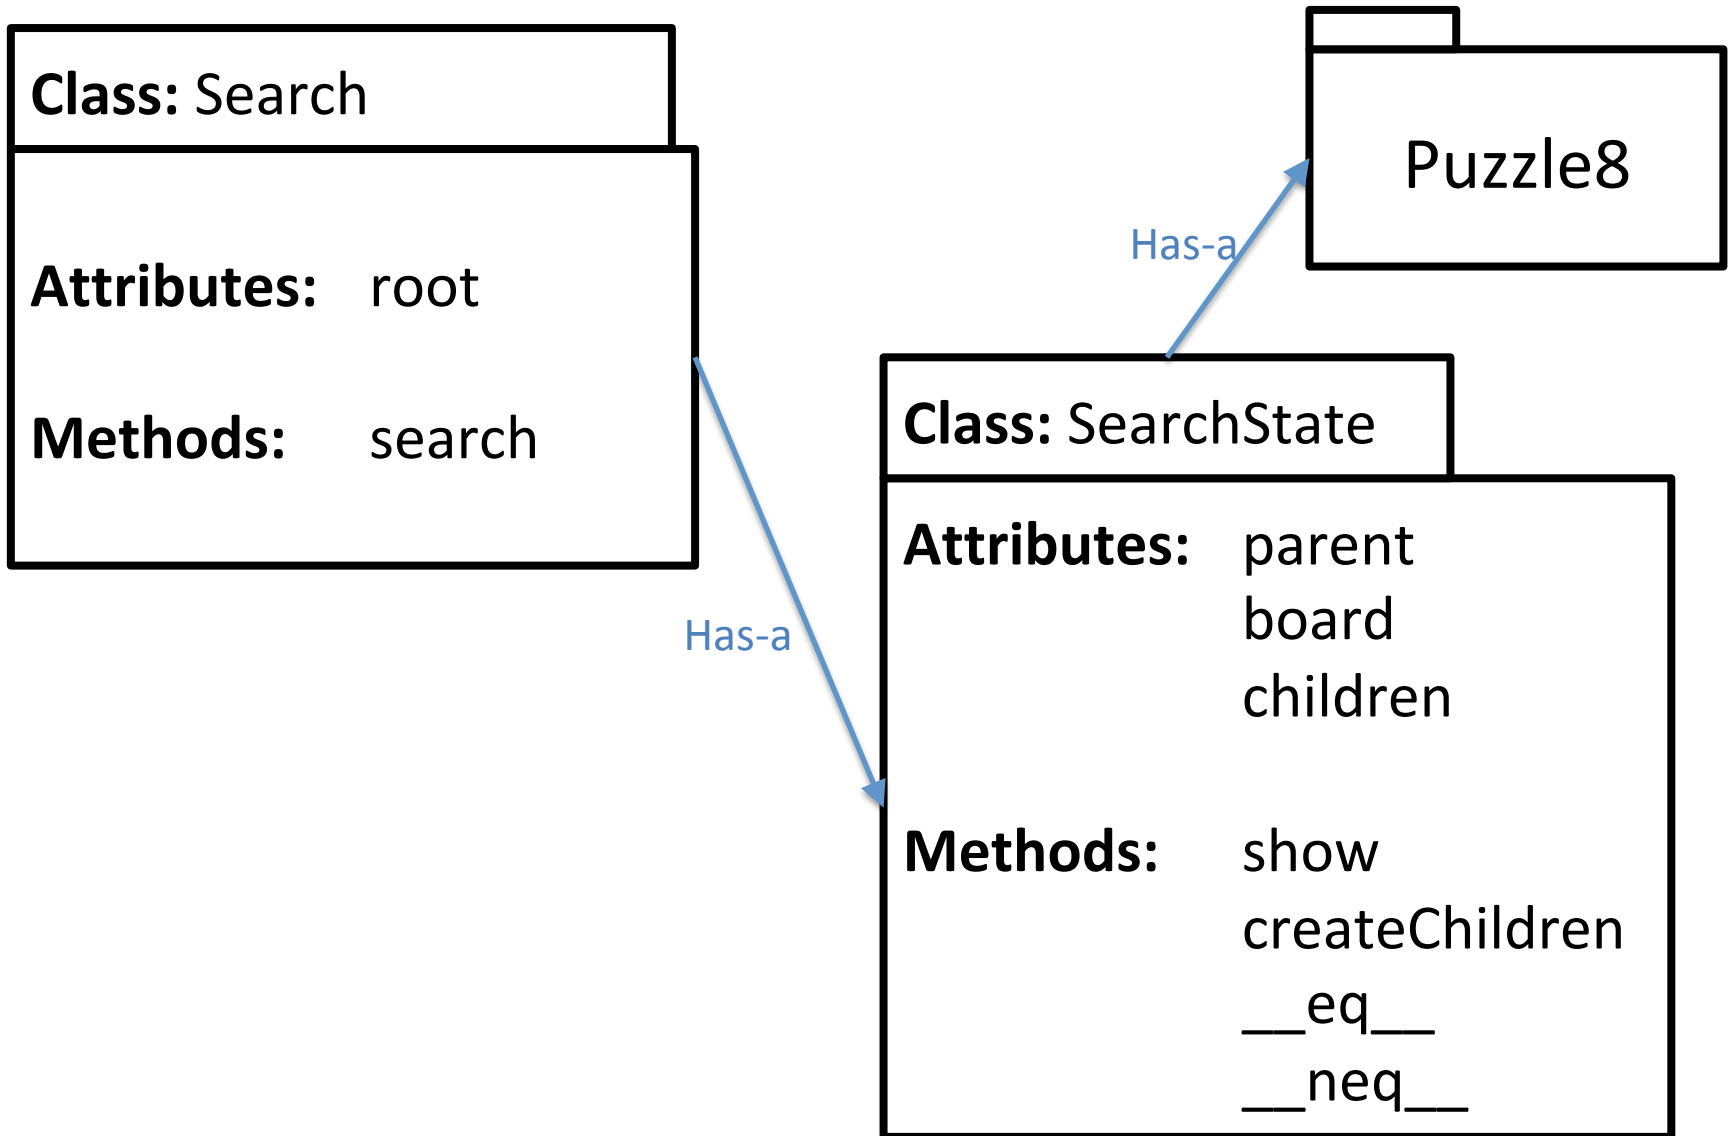 Class: Search
Attributes: root
Methods: search
Has-a
Puzzle8
Has-a
Class: SearchState
Attributes: parent
board
children
Methods: show
createChildren
__eq__
__neq__